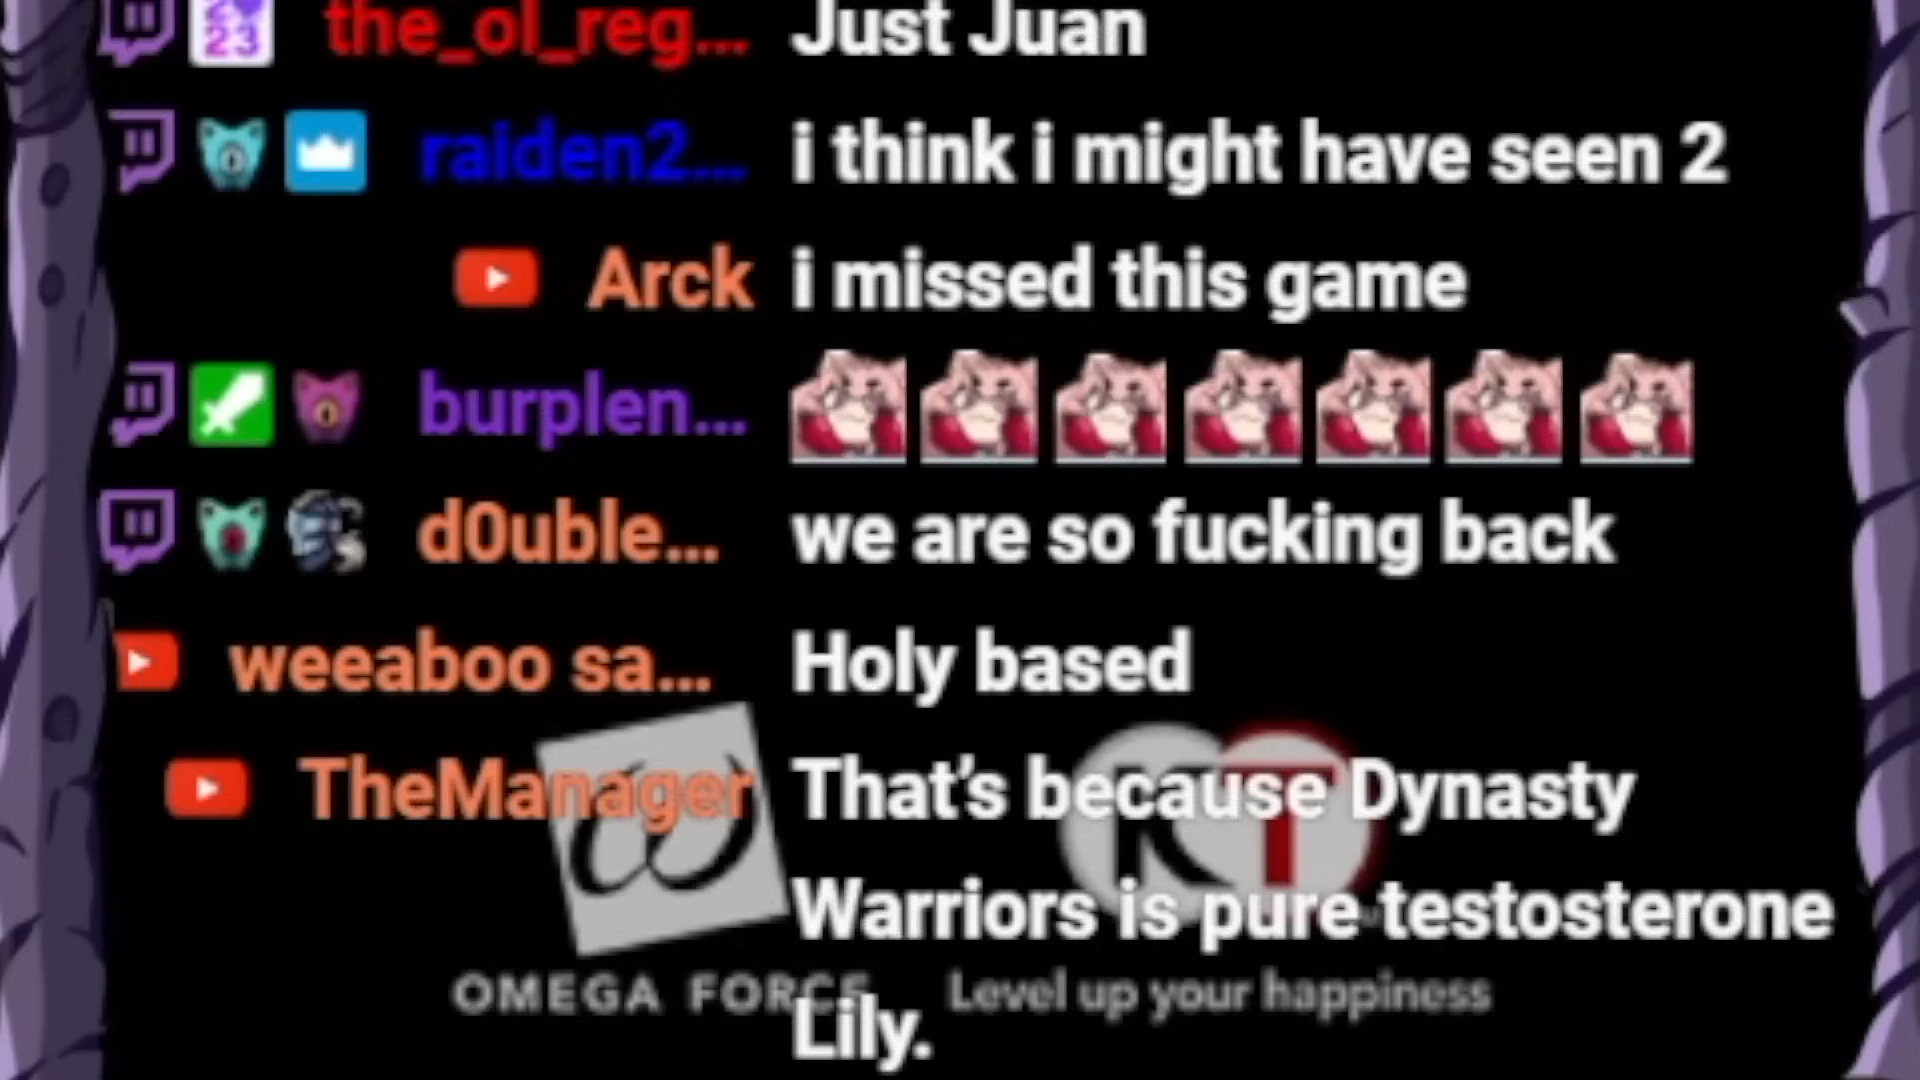 the_ol_reg... Just Juan
raiden2... i think i might have seen 2
Arck i missed this game
burplen...
d0uble... we are so fucking back
weeaboo sa... Holy based
TheManager That's because Dynasty
Warriors is pure testosterone
Lily.
ω KT
OMEGA FORCE Level up your happiness